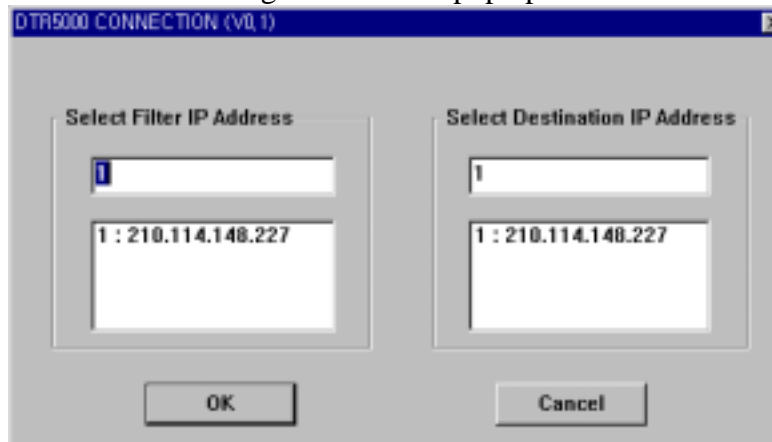 DTR5000 CONNECTION (V0,1)
Select Filter IP Address
Select Destination IP Address
1
1
1 : 210.114.148.227
1 : 210.114.148.227
OK
Cancel